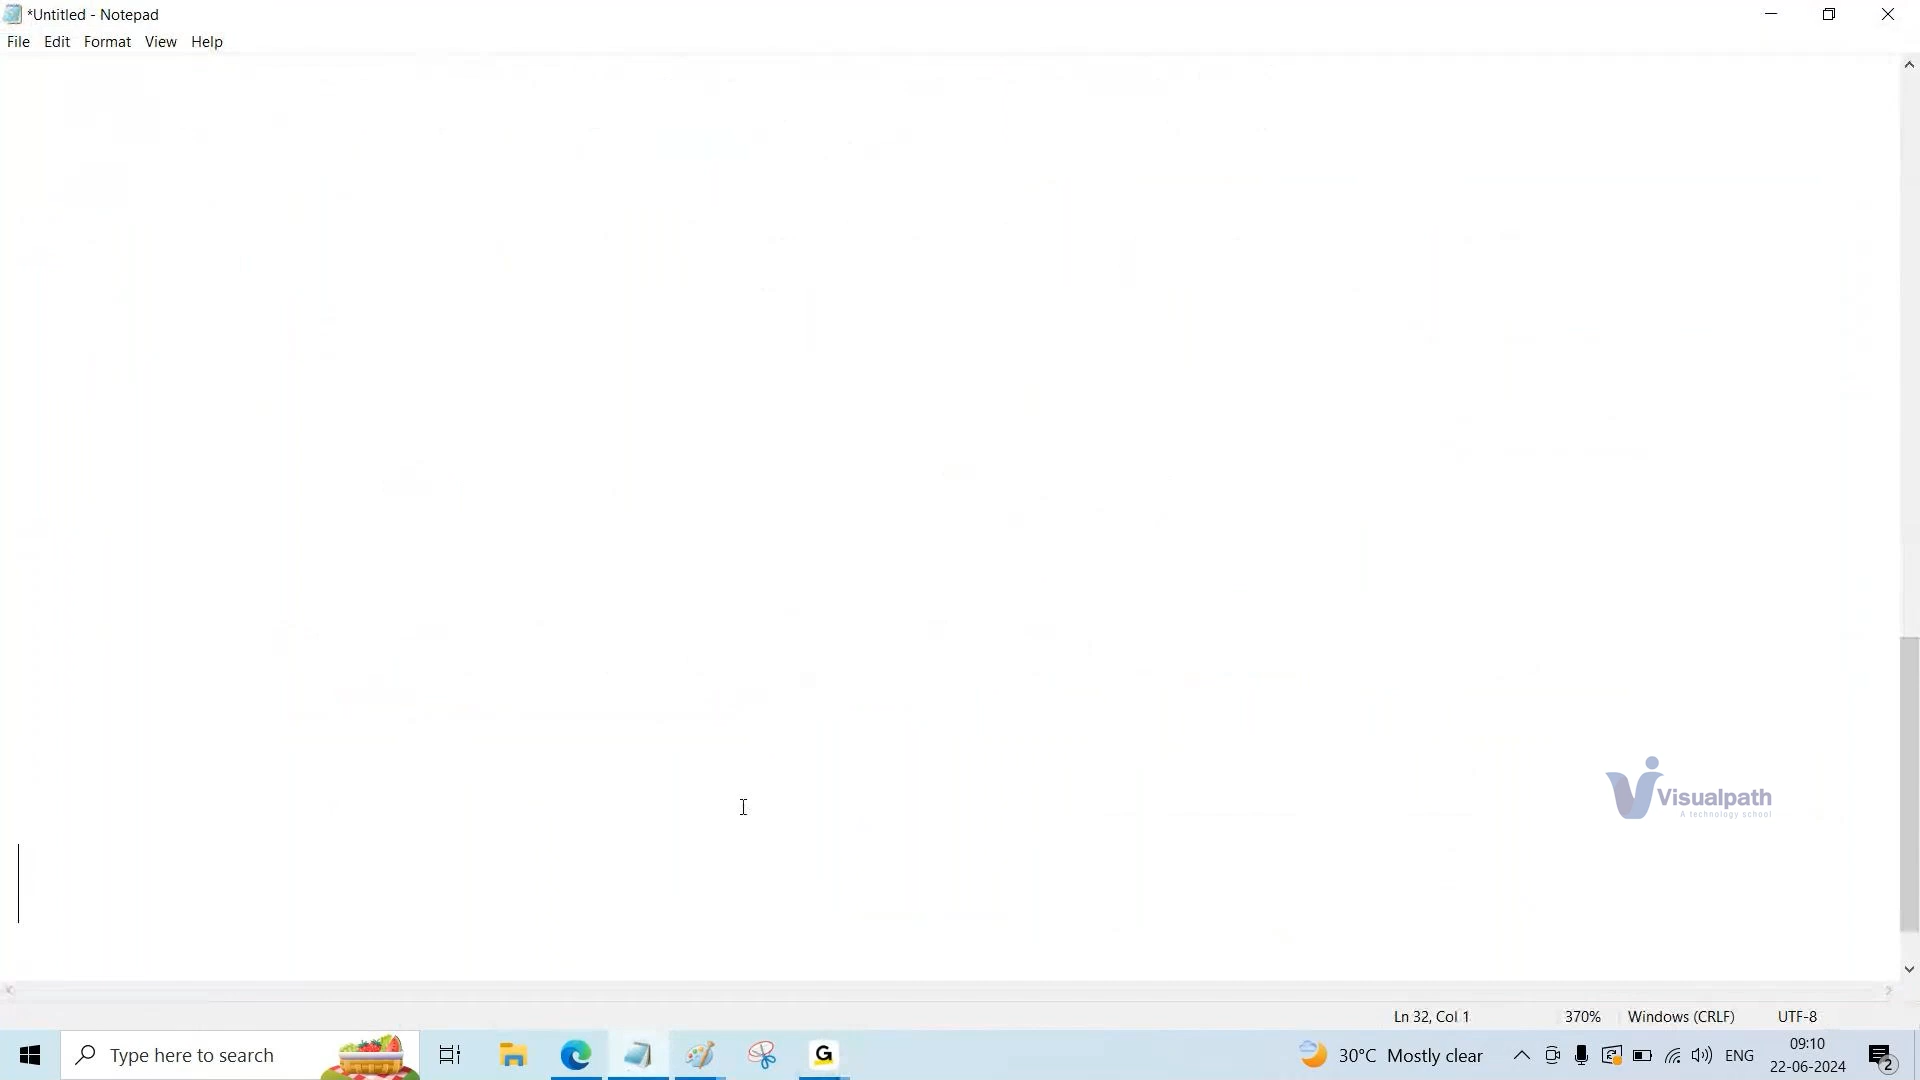 *Untitled - Notepad
File Edit Format View Help
Visualpath
A technology school
Ln 32, Col 1 370% Windows (CRLF) UTF-8
Type here to search G 30°C Mostly clear ENG 09:10
22-06-2024 2